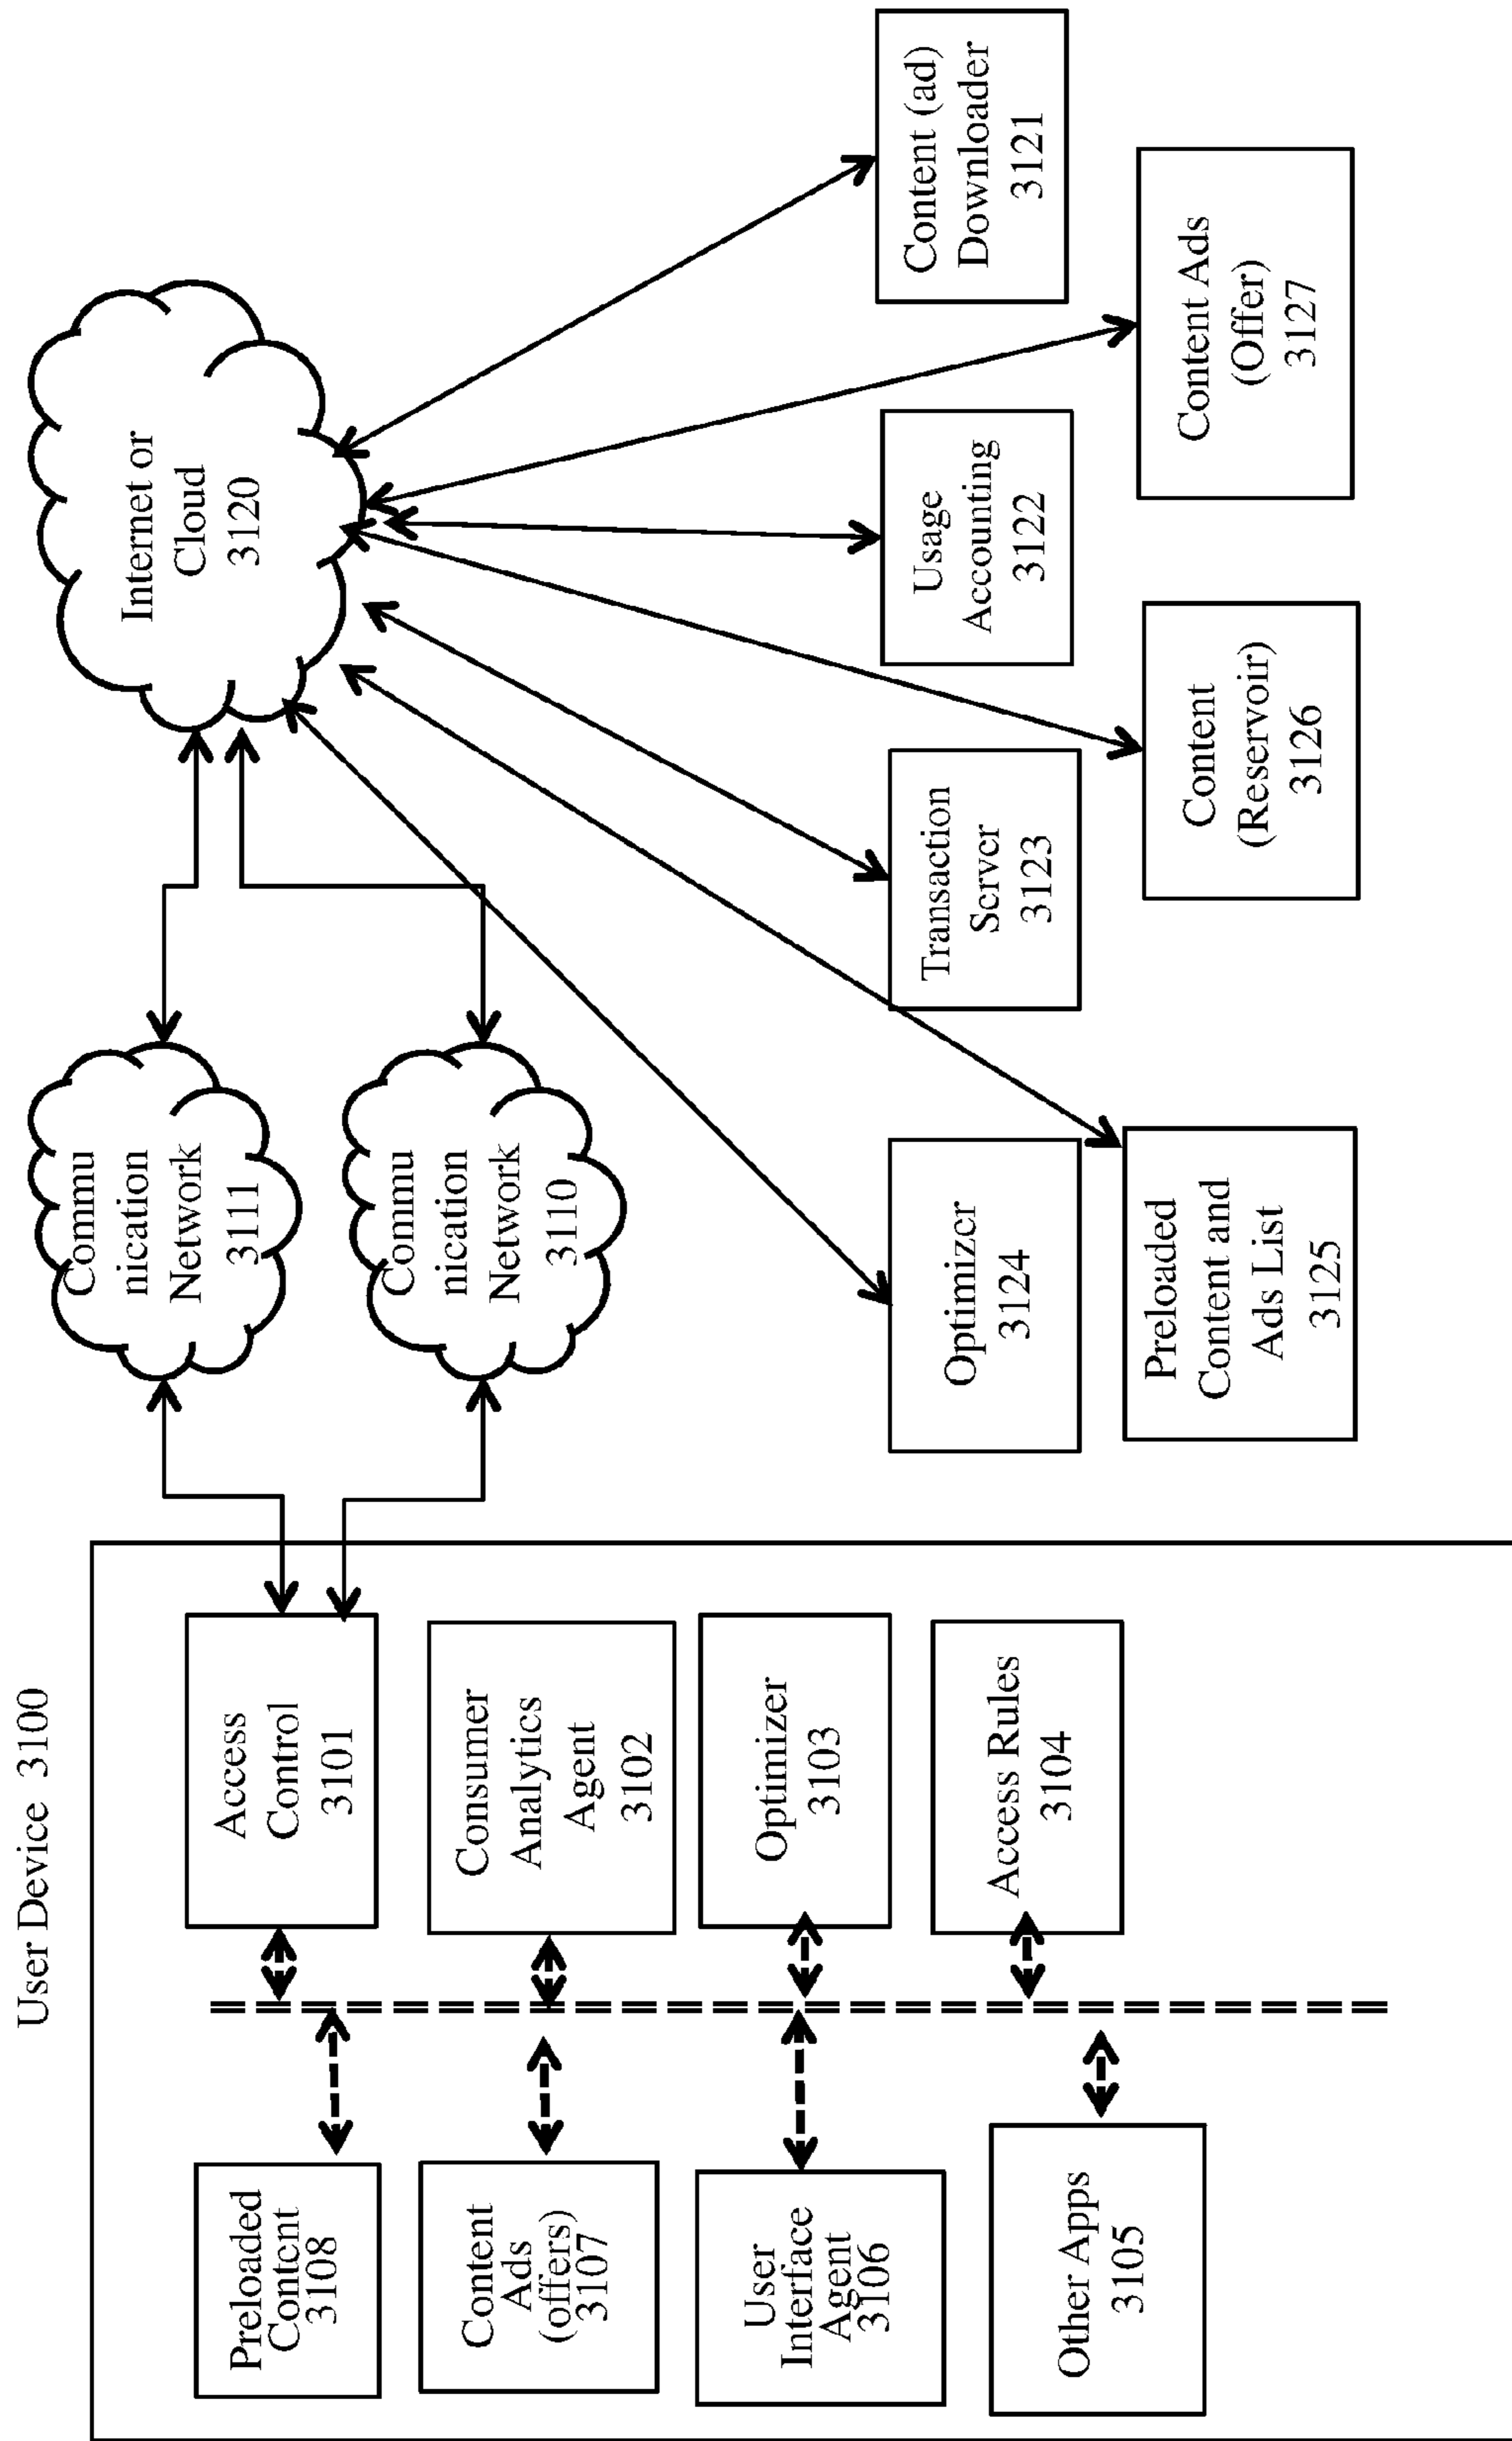 User Device 3100
Preloaded
Content
3108
Content
Ads
(offers)
3107
User
Interface
Agent
3106
Other Apps
3105
Access
Control
3101
Consumer
Analytics
Agent
3102
Optimizer
3103
Access Rules
3104
Commu
nication
Network
3111
Commu
nication
Network
3110
Internet or
Cloud
3120
Optimizer
3124
Preloaded
Content and
Ads List
3125
Transaction
Server
3123
Content
(Reservoir)
3126
Usage
Accounting
3122
Content Ads
(Offer)
3127
Content (ad)
Downloader
3121